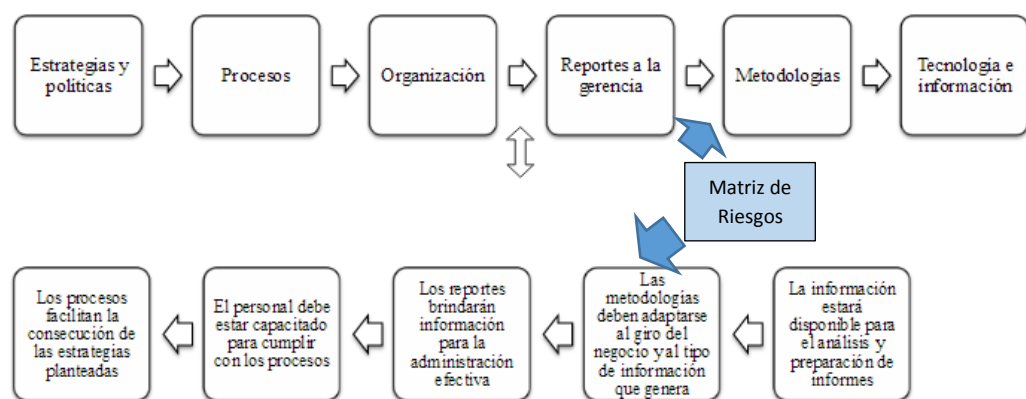 Estrategias y
políticas
Procesos
Organización
Reportes a la
gerencia
Metodologías
Tecnología e
información
Matriz de
Riesgos
Los procesos
facilitan la
consecución de
las estrategias
planteadas
El personal debe
estar capacitado
para cumplir
con los procesos
Los reportes
brindarán
información
para la
administración
efectiva
Las
metodologías
deben adaptarse
al giro del
negocio y al tipo
de información
que genera
La información
estará
disponible para
el análisis y
preparación de
informes